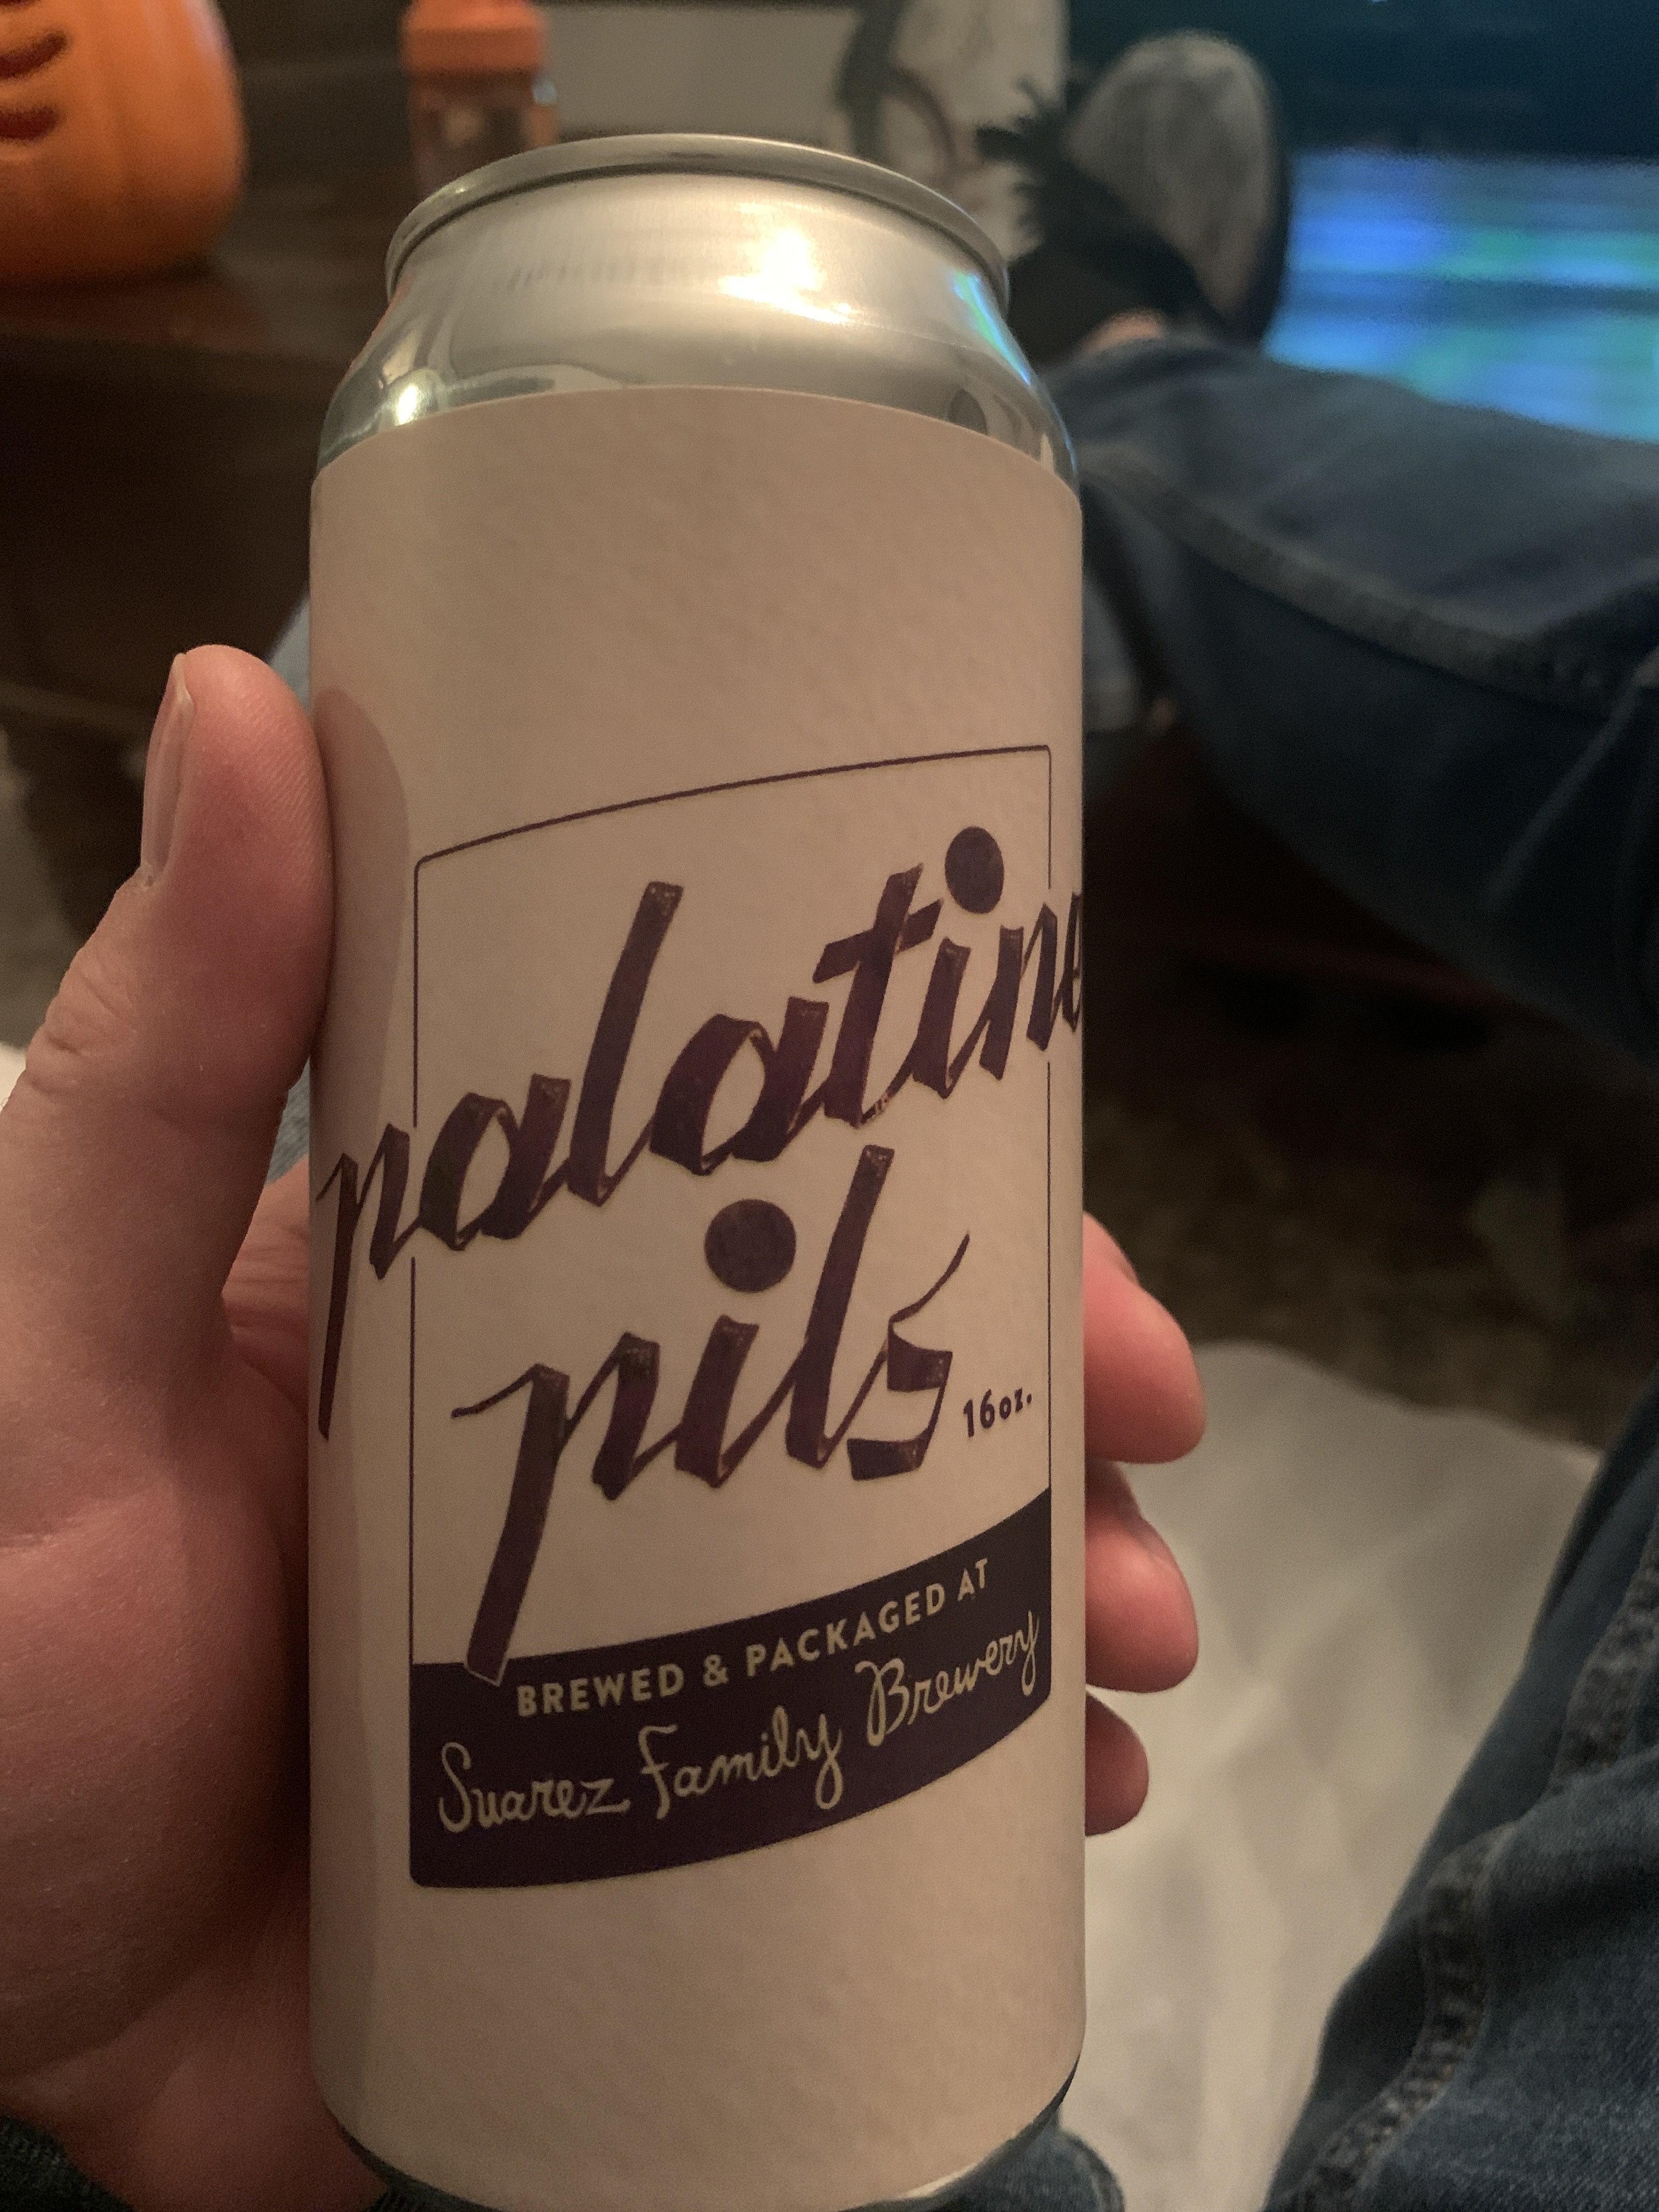 palatine
pils
16oz.
BREWED & PACKAGED AT
Suarez Family Brewery